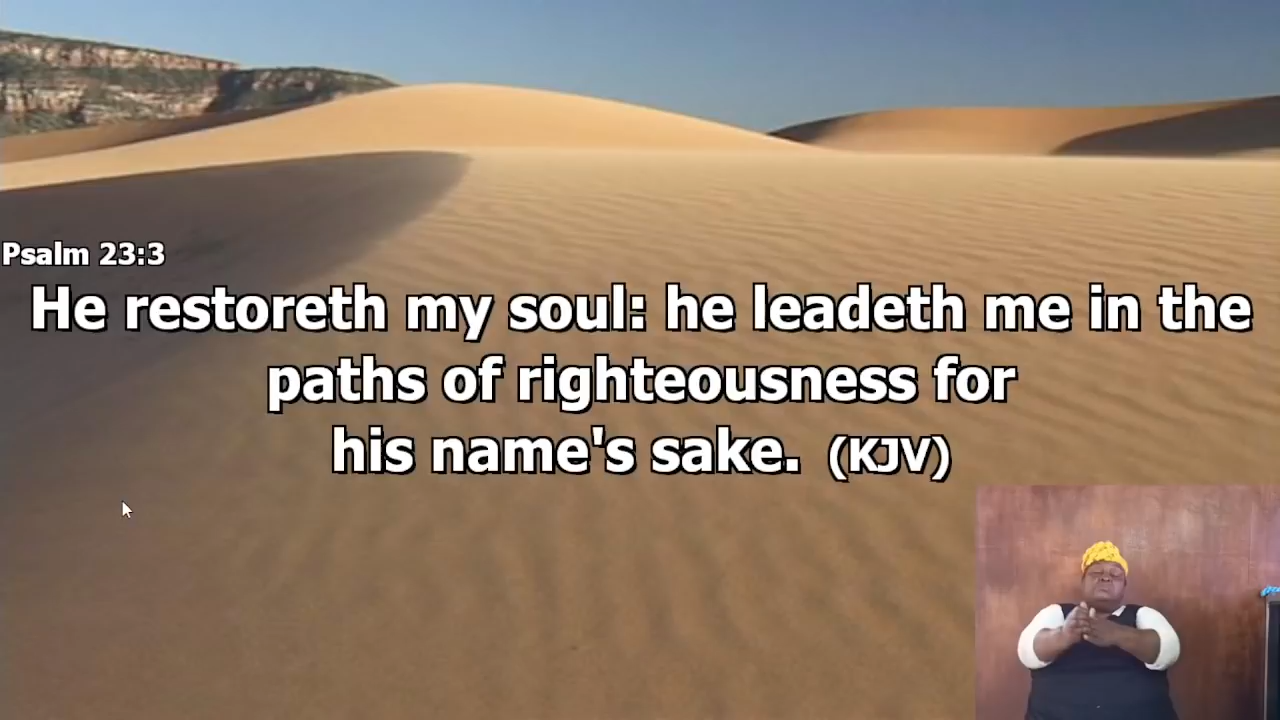 Psalm 23:3
He restoreth my soul: he leadeth me in the
paths of righteousness for
his name's sake. (KJV)